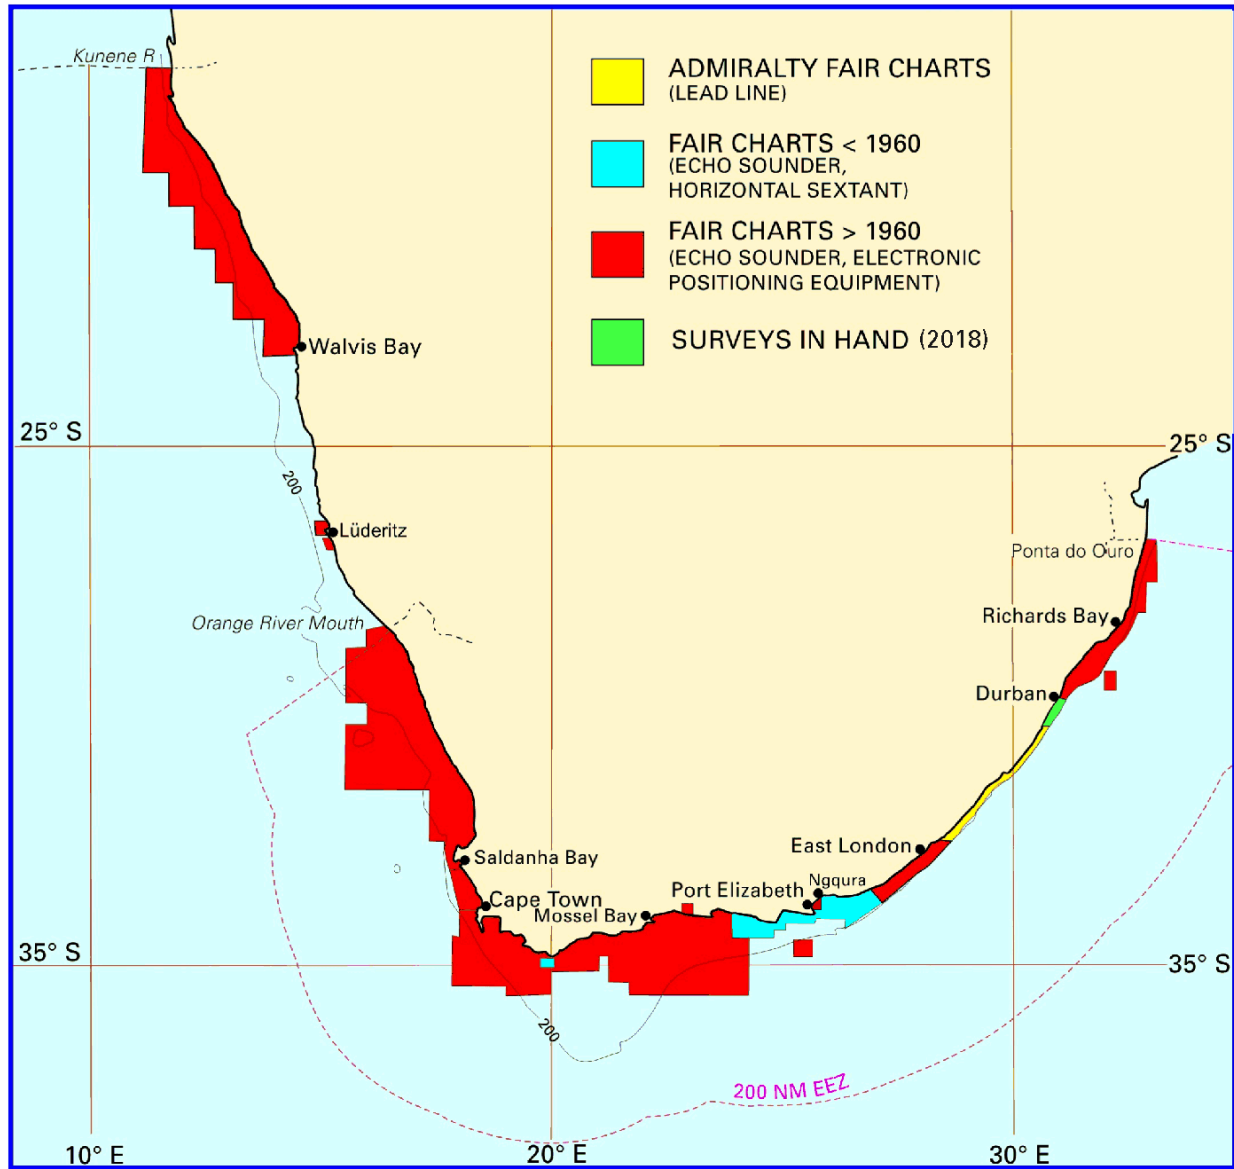 Kunene R
ADMIRALTY FAIR CHARTS
(LEAD LINE)
FAIR CHARTS < 1960
(ECHO SOUNDER,
HORIZONTAL SEXTANT)
FAIR CHARTS > 1960
(ECHO SOUNDER, ELECTRONIC
POSITIONING EQUIPMENT)
SURVEYS IN HAND (2018)
Walvis Bay
25° S
25° S
200
Lüderitz
Ponta do Ouro
Orange River Mouth
Richards Bay
Durban
East London
Saldanha Bay
Ngqura
Port Elizabeth
Cape Town
Mossel Bay
35° S
35° S
200
200 NM EEZ
10° E
20° E
30° E